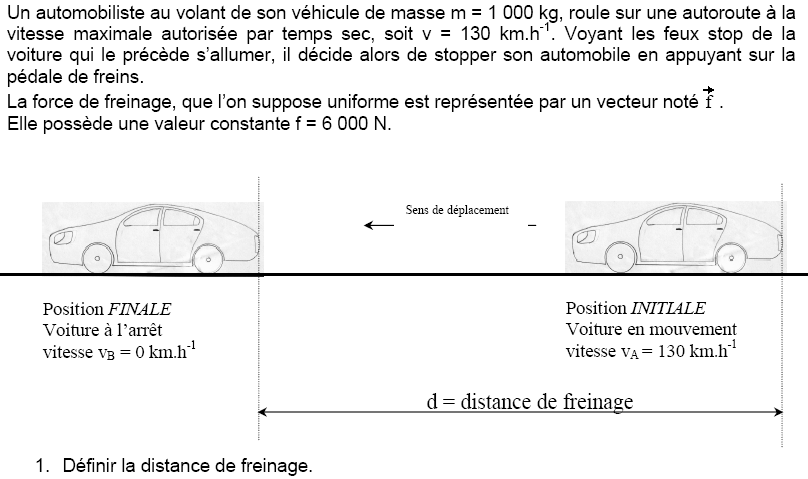 Un automobiliste au volant de son véhicule de masse m = 1 000 kg, roule sur une autoroute à la
vitesse maximale autorisée par temps sec, soit v = 130 km.h⁻¹. Voyant les feux stop de la
voiture qui le précède s'allumer, il décide alors de stopper son automobile en appuyant sur la
pédale de freins.
La force de freinage, que l'on suppose uniforme est représentée par un vecteur noté f⃗ .
Elle possède une valeur constante f = 6 000 N.
Sens de déplacement
Position FINALE
Voiture à l'arrêt
vitesse vB = 0 km.h⁻¹
Position INITIALE
Voiture en mouvement
vitesse vA = 130 km.h⁻¹
d = distance de freinage
1. Définir la distance de freinage.